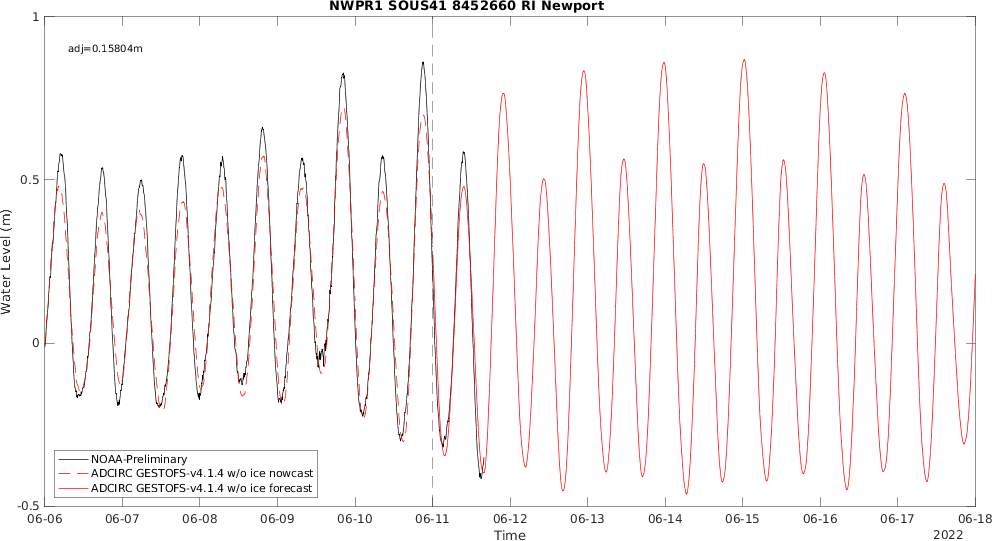 NWPR1 SOUS41 8452660 RI Newport
1
adj=0.15804m
0.5
Water Level (m)
0
NOAA-Preliminary
ADCIRC GESTOFS-v4.1.4 w/o ice nowcast
ADCIRC GESTOFS-v4.1.4 w/o ice forecast
-0.5
06-06 06-07 06-08 06-09 06-10 06-11 06-12 06-13 06-14 06-15 06-16 06-17 06-18
Time
2022